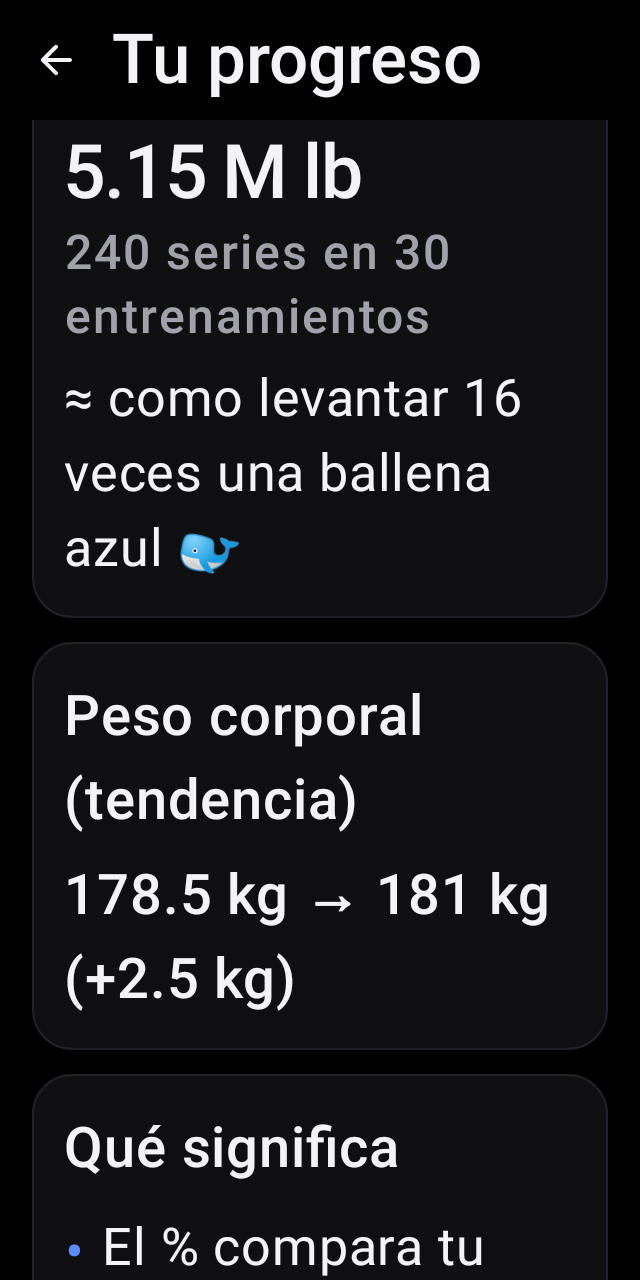 Tu progreso
5.15 M lb
240 series en 30
entrenamientos
≈ como levantar 16
veces una ballena
azul 🐳
Peso corporal
(tendencia)
178.5 kg → 181 kg
(+2.5 kg)
Qué significa
• El % compara tu